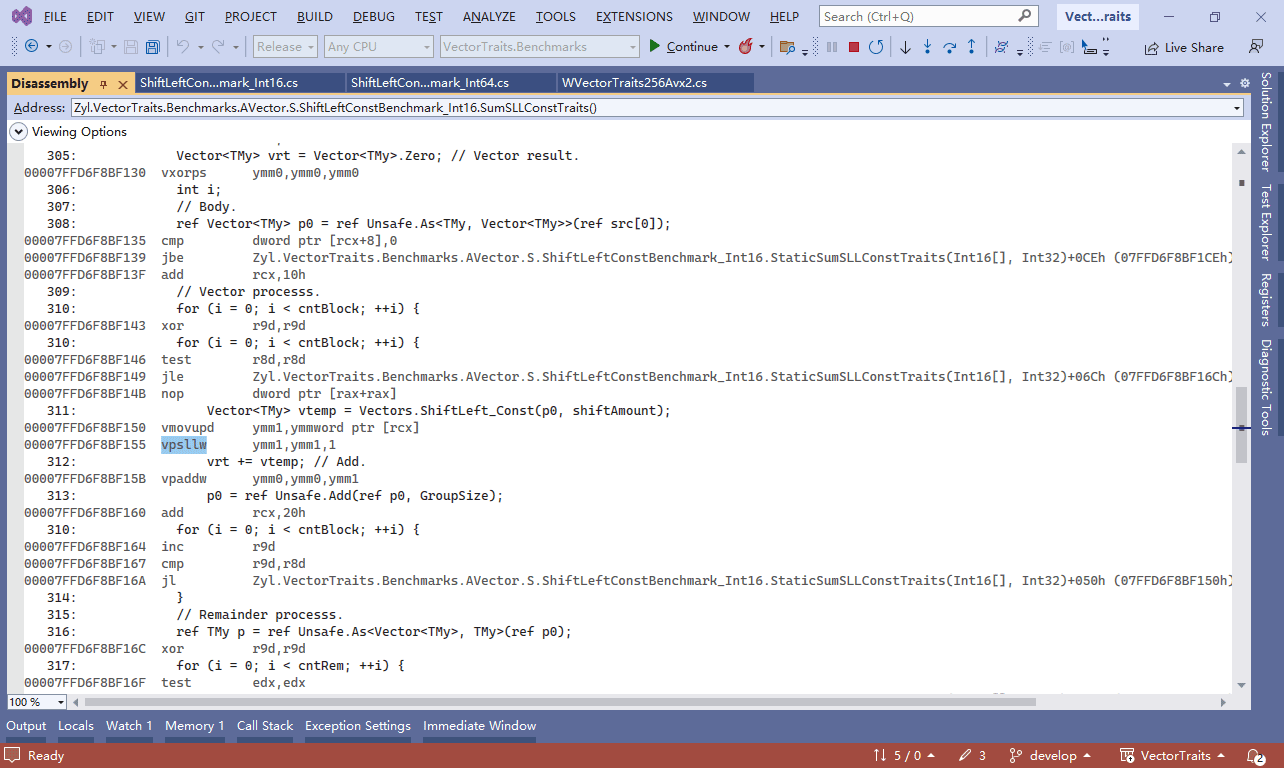 FILE EDIT VIEW GIT PROJECT BUILD DEBUG TEST ANALYZE TOOLS EXTENSIONS WINDOW HELP Search (Ctrl+Q) Vect...raits
Release Any CPU VectorTraits.Benchmarks Continue Live Share
Disassembly ShiftLeftCon...mark_Int16.cs ShiftLeftCon...mark_Int64.cs WVectorTraits256Avx2.cs
Address: Zyl.VectorTraits.Benchmarks.AVector.S.ShiftLeftConstBenchmark_Int16.SumSLLConstTraits()
Viewing Options
305: Vector<TMy> vrt = Vector<TMy>.Zero; // Vector result.
00007FFD6F8BF130 vxorps ymm0,ymm0,ymm0
306: int i;
307: // Body.
308: ref Vector<TMy> p0 = ref Unsafe.As<TMy, Vector<TMy>>(ref src[0]);
00007FFD6F8BF135 cmp dword ptr [rcx+8],0
00007FFD6F8BF139 jbe Zyl.VectorTraits.Benchmarks.AVector.S.ShiftLeftConstBenchmark_Int16.StaticSumSLLConstTraits(Int16[], Int32)+0CEh (07FFD6F8BF1CEh)
00007FFD6F8BF13F add rcx,10h
309: // Vector processs.
310: for (i = 0; i < cntBlock; ++i) {
00007FFD6F8BF143 xor r9d,r9d
310: for (i = 0; i < cntBlock; ++i) {
00007FFD6F8BF146 test r8d,r8d
00007FFD6F8BF149 jle Zyl.VectorTraits.Benchmarks.AVector.S.ShiftLeftConstBenchmark_Int16.StaticSumSLLConstTraits(Int16[], Int32)+06Ch (07FFD6F8BF16Ch)
00007FFD6F8BF14B nop dword ptr [rax+rax]
311: Vector<TMy> vtemp = Vectors.ShiftLeft_Const(p0, shiftAmount);
00007FFD6F8BF150 vmovupd ymm1,ymmword ptr [rcx]
00007FFD6F8BF155 vpsllw ymm1,ymm1,1
312: vrt += vtemp; // Add.
00007FFD6F8BF15B vpaddw ymm0,ymm0,ymm1
313: p0 = ref Unsafe.Add(ref p0, GroupSize);
00007FFD6F8BF160 add rcx,20h
310: for (i = 0; i < cntBlock; ++i) {
00007FFD6F8BF164 inc r9d
00007FFD6F8BF167 cmp r9d,r8d
00007FFD6F8BF16A jl Zyl.VectorTraits.Benchmarks.AVector.S.ShiftLeftConstBenchmark_Int16.StaticSumSLLConstTraits(Int16[], Int32)+050h (07FFD6F8BF150h)
314: }
315: // Remainder processs.
316: ref TMy p = ref Unsafe.As<Vector<TMy>, TMy>(ref p0);
00007FFD6F8BF16C xor r9d,r9d
317: for (i = 0; i < cntRem; ++i) {
00007FFD6F8BF16F test edx,edx
100 %
Solution Explorer
Test Explorer
Registers
Diagnostic Tools
Output Locals Watch 1 Memory 1 Call Stack Exception Settings Immediate Window
Ready 5 / 0 3 develop VectorTraits 2